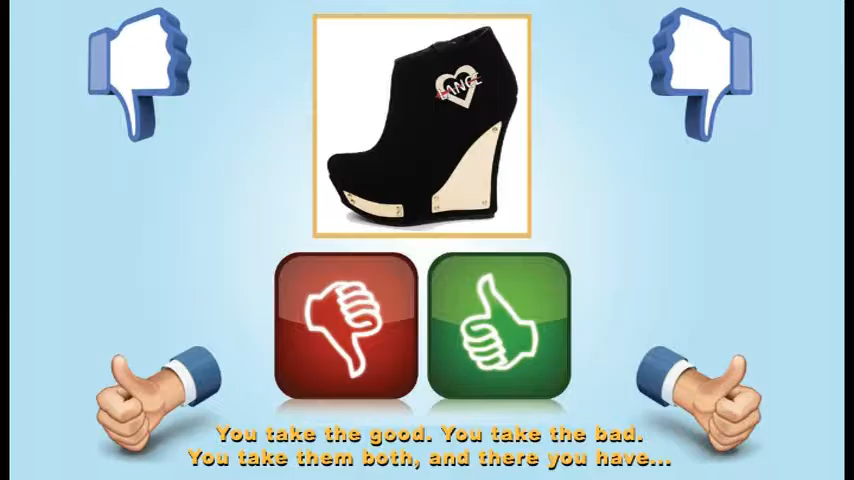 You take the good. You take the bad.
You take them both, and there you have...